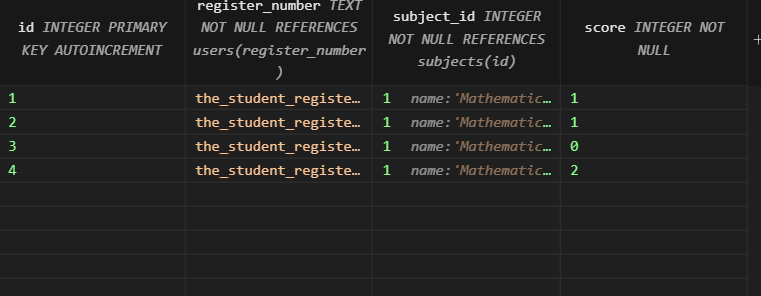 id INTEGER PRIMARY
KEY AUTOINCREMENT
register_number TEXT
NOT NULL REFERENCES
users(register_number
)
subject_id INTEGER
NOT NULL REFERENCES
subjects(id)
score INTEGER NOT
NULL
+
1 the_student_registe… 1 name:'Mathematic… 1
2 the_student_registe… 1 name:'Mathematic… 1
3 the_student_registe… 1 name:'Mathematic… 0
4 the_student_registe… 1 name:'Mathematic… 2